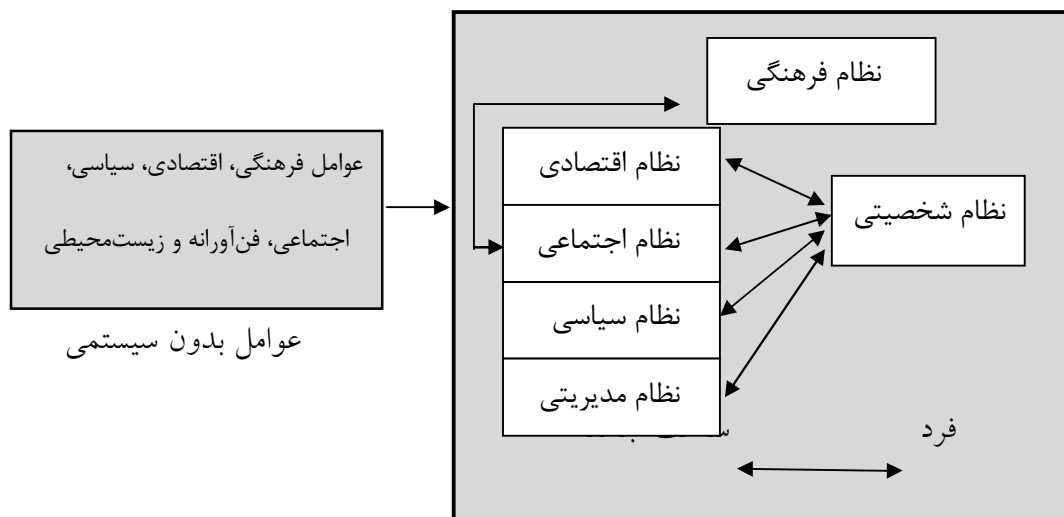 نظام فرهنگی
عوامل فرهنگی، اقتصادی، سیاسی،
اجتماعی، فن‌آورانه و زیست‌محیطی
عوامل بدون سیستمی
نظام اقتصادی
نظام اجتماعی
نظام سیاسی
نظام مدیریتی
نظام شخصیتی
فرد